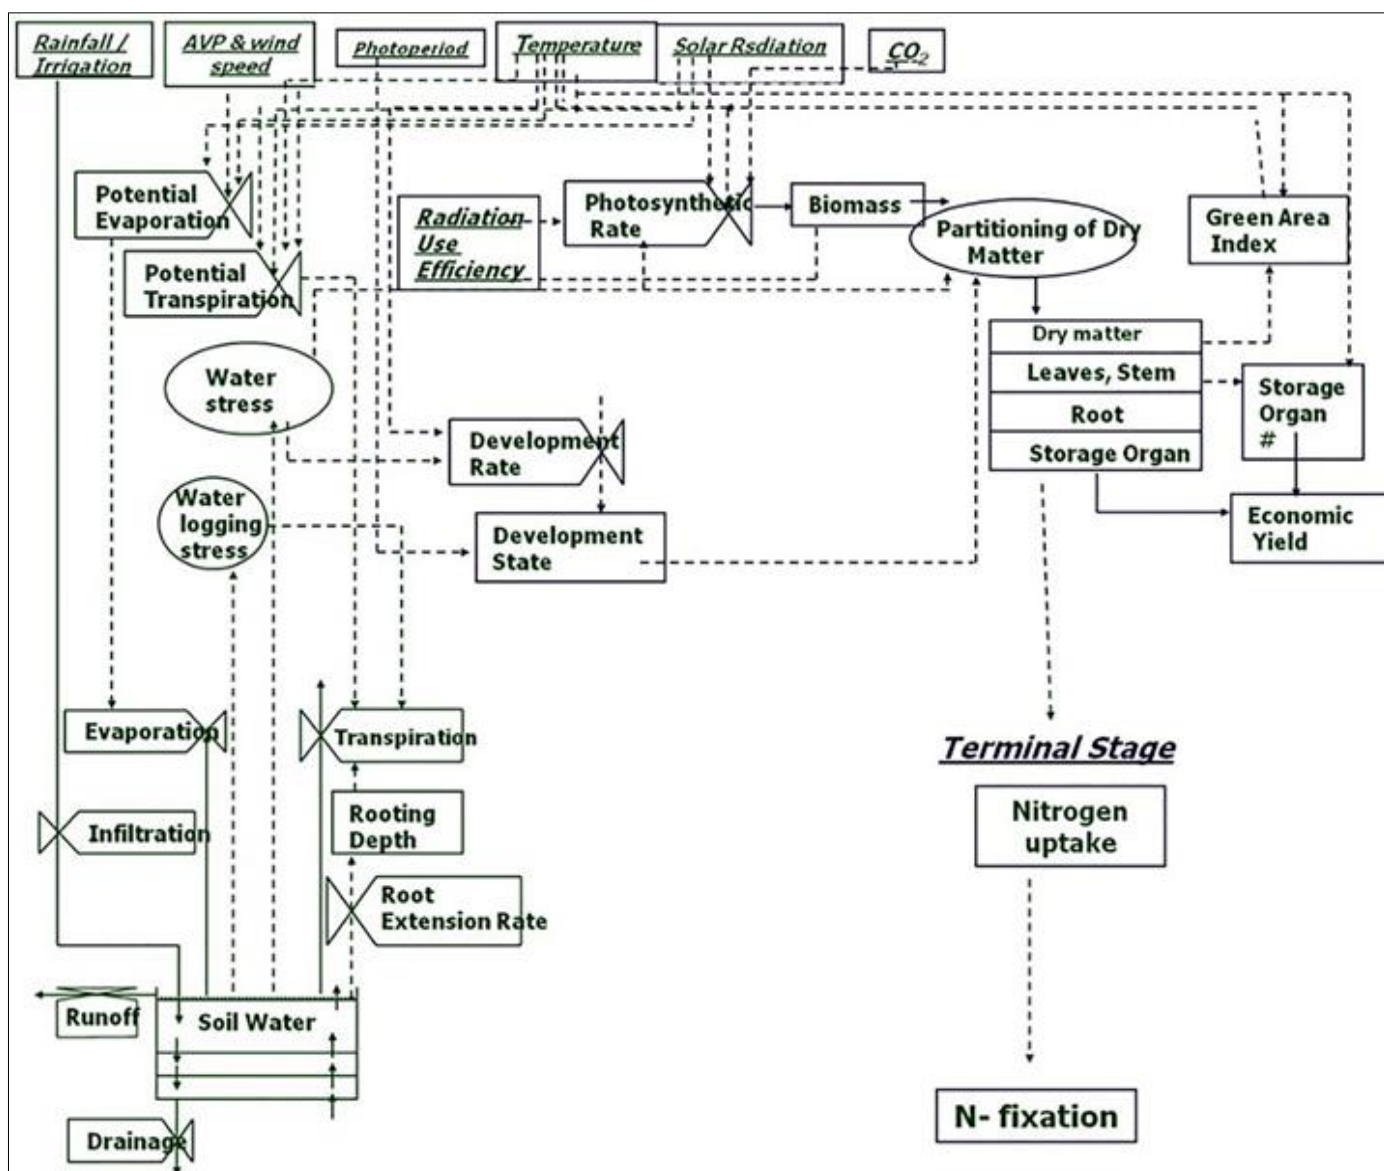 Rainfall /
Irrigation
AVP & wind
speed
Photoperiod
Temperature
Solar Rsdiation
CO₂
Potential
Evaporation
Potential
Transpiration
Radiation
Use
Efficiency
Photosynthetic
Rate
Biomass
Partitioning of Dry
Matter
Green Area
Index
Dry matter
Leaves, Stem
Root
Storage Organ
Storage
Organ
#
Economic
Yield
Water
stress
Water
logging
stress
Development
Rate
Development
State
Evaporation
Transpiration
Infiltration
Rooting
Depth
Root
Extension Rate
Runoff
Soil Water
Drainage
Terminal Stage
Nitrogen
uptake
N- fixation